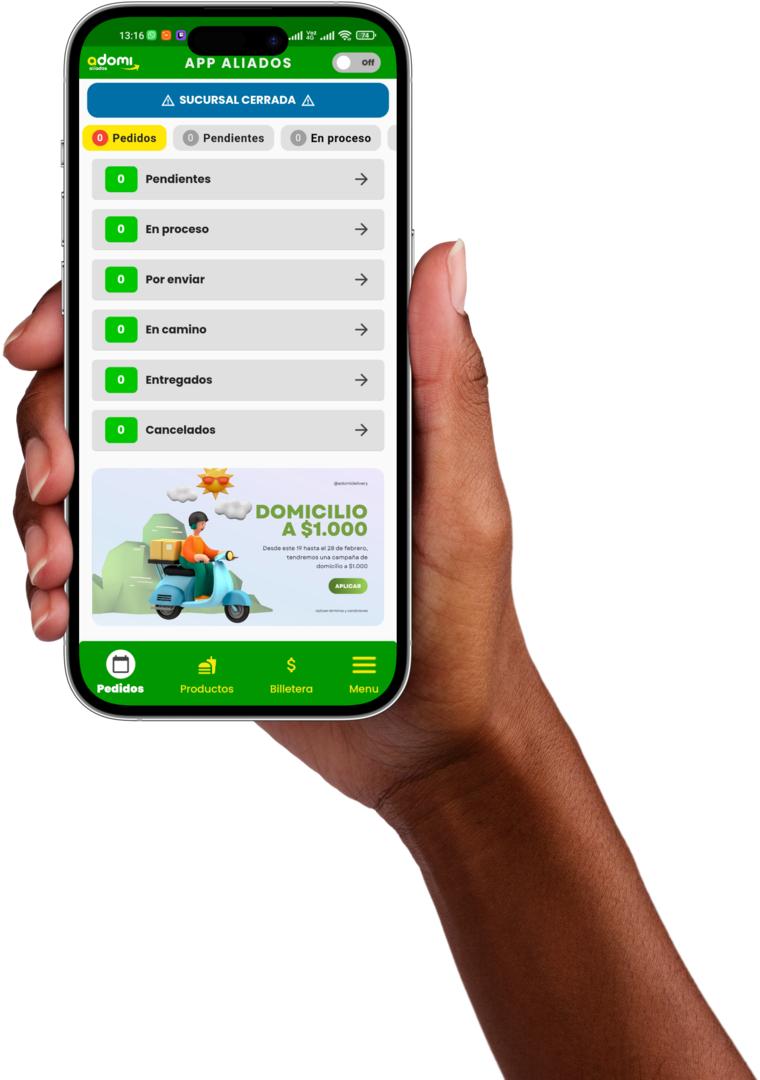 13:16
Voz
4G
74
adomi
aliados
APP ALIADOS
Off
⚠ SUCURSAL CERRADA ⚠
0 Pedidos
0 Pendientes
0 En proceso
0 Pendientes
0 En proceso
0 Por enviar
0 En camino
0 Entregados
0 Cancelados
@adomidelivery
DOMICILIO
A $1.000
Desde este 19 hasta el 28 de febrero,
tendremos una campaña de
domicilio a $1.000
APLICAR
Aplican términos y condiciones
Pedidos
Productos
$
Billetera
Menu